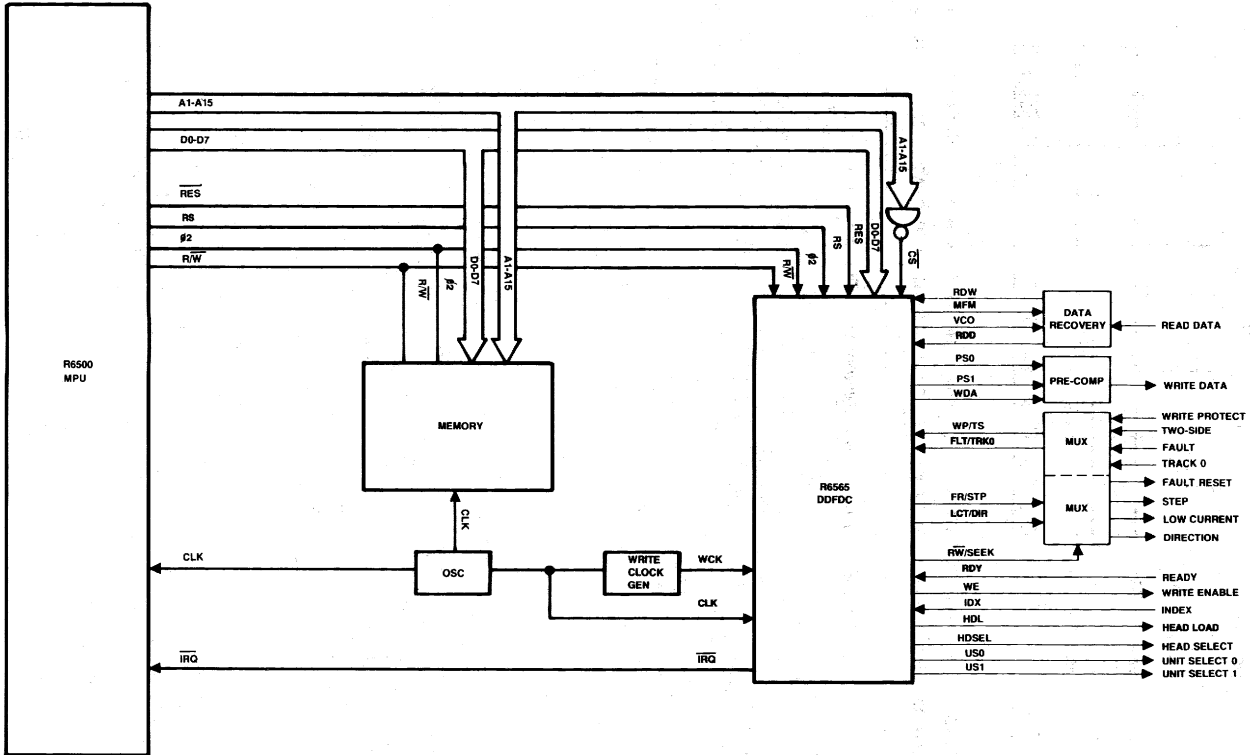 R6500
MPU
A1-A15
D0-D7
RES
RS
φ2
R/W
R/W
φ2
D0-D7
A1-A15
R/W
φ2
RS
RES
D0-D7
A1-A15
CS
MEMORY
CLK
OSC
CLK
WRITE
CLOCK
GEN
WCK
CLK
IRQ
IRQ
R6565
DDFDC
RDW
MFM
VCO
RDD
DATA
RECOVERY
READ DATA
PS0
PS1
WDA
PRE-COMP
WRITE DATA
WP/TS
FLT/TRK0
MUX
WRITE PROTECT
TWO-SIDE
FAULT
TRACK 0
FR/STP
LCT/DIR
MUX
FAULT RESET
STEP
LOW CURRENT
DIRECTION
RW/SEEK
RDY
READY
WE
WRITE ENABLE
IDX
INDEX
HDL
HEAD LOAD
HDSEL
HEAD SELECT
US0
UNIT SELECT 0
US1
UNIT SELECT 1